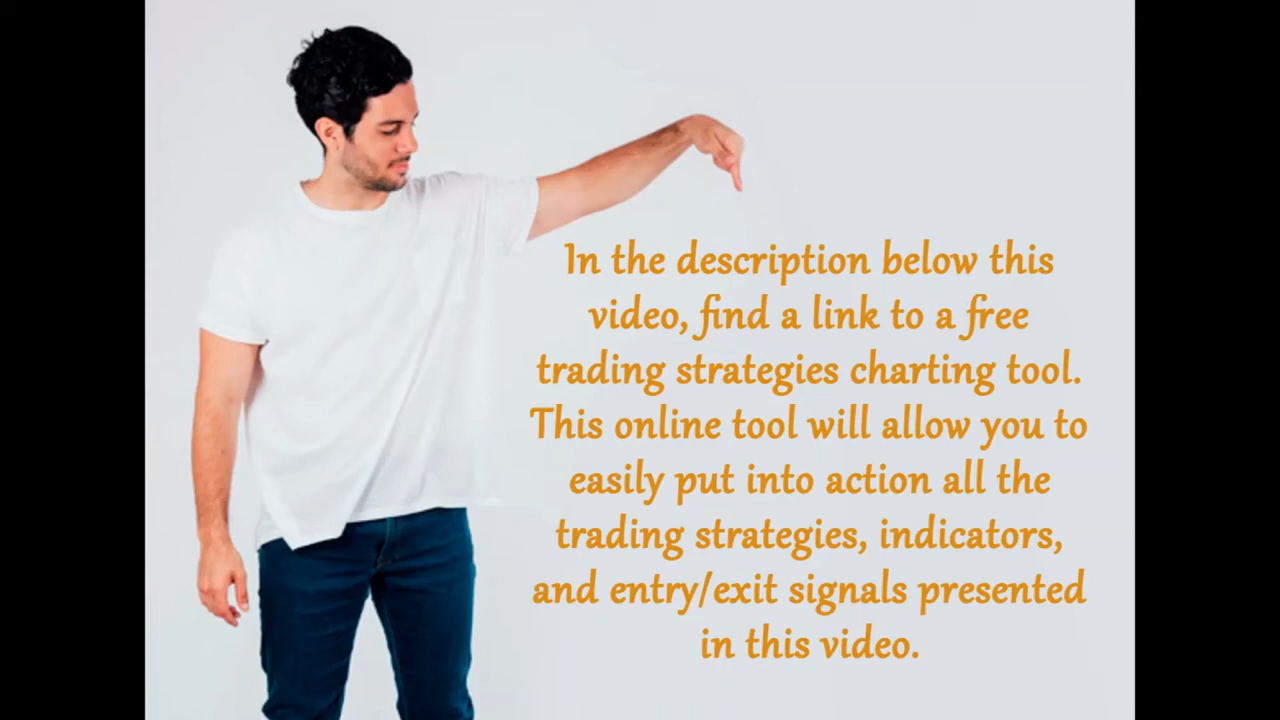 In the description below this
video, find a link to a free
trading strategies charting tool.
This online tool will allow you to
easily put into action all the
trading strategies, indicators,
and entry/exit signals presented
in this video.